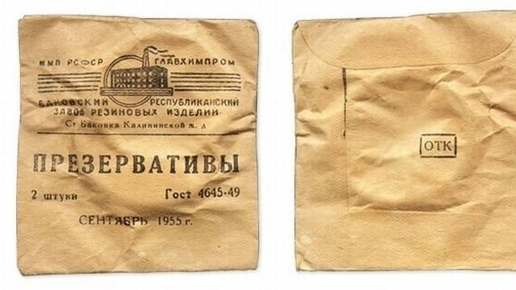 ММП РСФСР ГЛАВХИМПРОМ
БАКОВСКИЙ РЕСПУБЛИКАНСКИЙ
ЗАВОД РЕЗИНОВЫХ ИЗДЕЛИЙ
Ст Баковка Калининской ж. д
ПРЕЗЕРВАТИВЫ
2 штуки Гост 4645-49
СЕНТЯБРЬ 1955 г.
ОТК